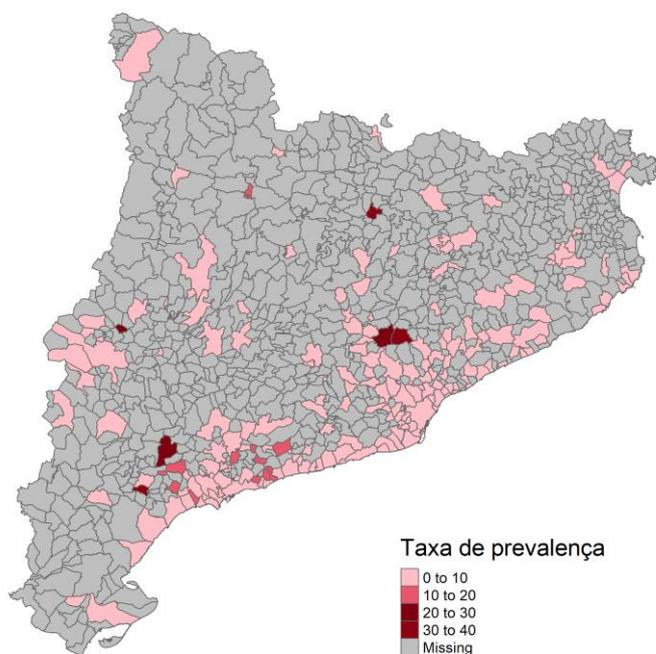 Taxa de prevalença
0 to 10
10 to 20
20 to 30
30 to 40
Missing